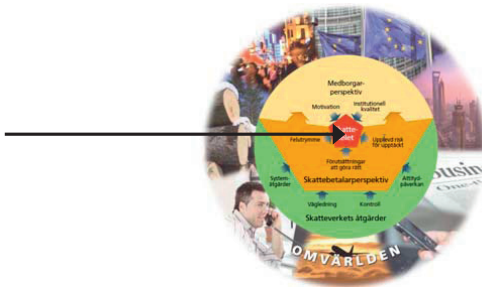 Medborgar-
perspektiv
Motivation
Institutionell
kvalitet
Felutrymme
Upplevd risk
för upptäckt
Förutsättningar
att göra rätt
System-
åtgärder
Skattebetalarperspektiv
Attityd-
påverkan
Vägledning
Kontroll
Skatteverkets åtgärder
OMVÄRLDEN